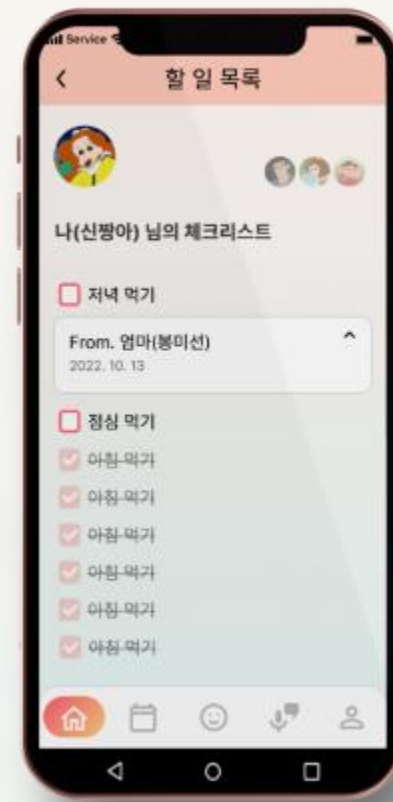 Service
할 일 목록
나(신짱아) 님의 체크리스트
저녁 먹기
From. 엄마(봉미선)
2022. 10. 13
점심 먹기
아침 먹기
아침 먹기
아침 먹기
아침 먹기
아침 먹기
아침 먹기